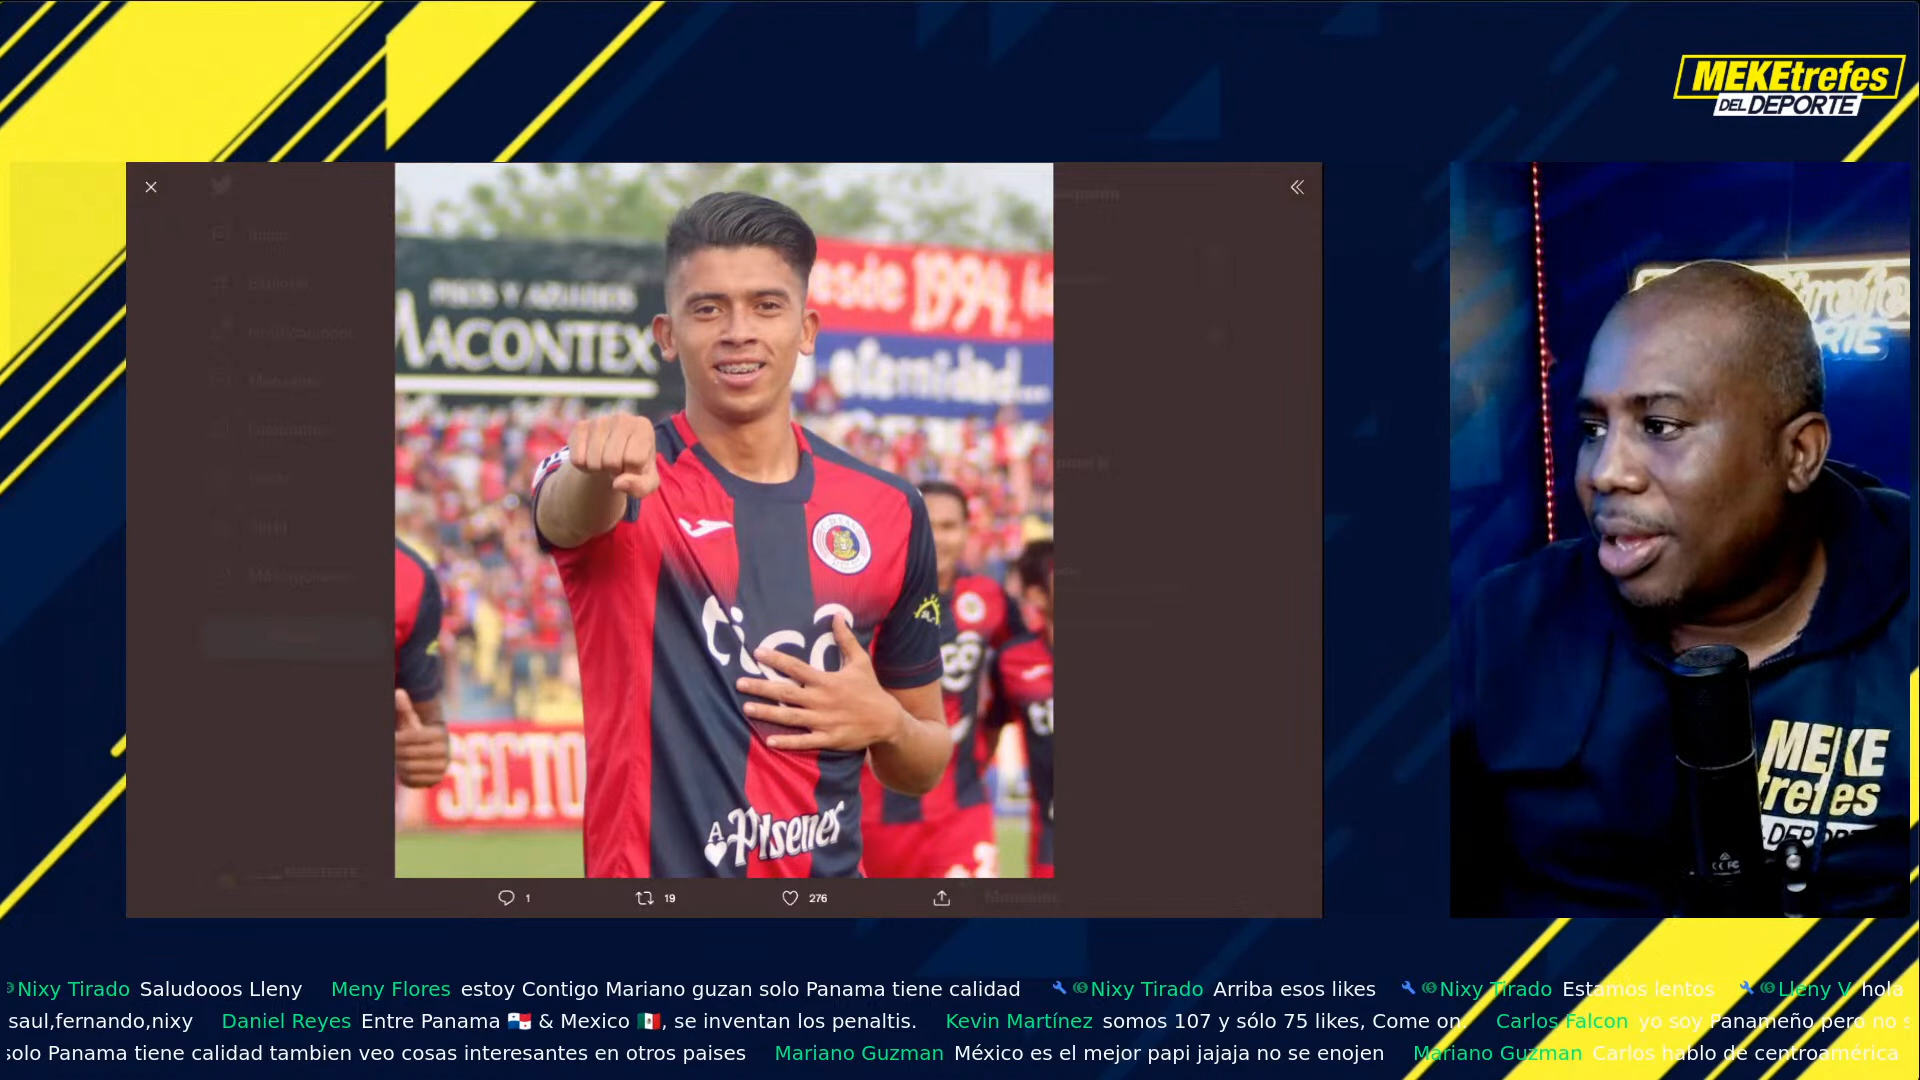 MEKEtrefes
DEL DEPORTE
PISOS Y AZULEJOS
MACONTEX
desde 1994
eternidad...
tigo
A
Pilsener
SECTO
1
19
276
MEKE
trefes
Nixy Tirado Saludooos Lleny Meny Flores estoy Contigo Mariano guzan solo Panama tiene calidad Nixy Tirado Arriba esos likes Nixy Tirado Estamos lentos Lleny V hola
saul,fernando,nixy Daniel Reyes Entre Panama 🇵🇦 & Mexico 🇲🇽, se inventan los penaltis. Kevin Martínez somos 107 y sólo 75 likes, Come on. Carlos Falcon yo soy Panameño pero no s
solo Panama tiene calidad tambien veo cosas interesantes en otros paises Mariano Guzman México es el mejor papi jajaja no se enojen Mariano Guzman Carlos hablo de centroamérica